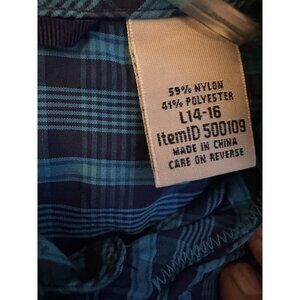 59% NYLON
41% POLYESTER
L14-16
ItemID 500109
MADE IN CHINA
CARE ON REVERSE